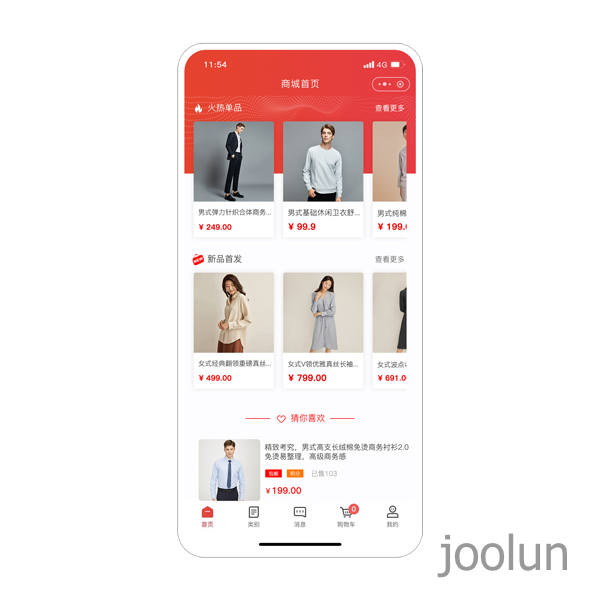 11:54
4G
商城首页
火热单品
查看更多
男式弹力针织合体商务...
男式基础休闲卫衣舒...
男式纯棉
¥ 249.00
¥ 99.9
¥ 199.
NEW
新品首发
查看更多
女式经典翻领重磅真丝...
女式V领优雅真丝长袖...
女式波点
¥ 499.00
¥ 799.00
¥ 691.0
猜你喜欢
精致考究，男式高支长绒棉免烫商务衬衫2.0
免烫易整理，高级商务感
包邮
积分
已售103
¥199.00
0
首页
类别
消息
购物车
我的
joolun